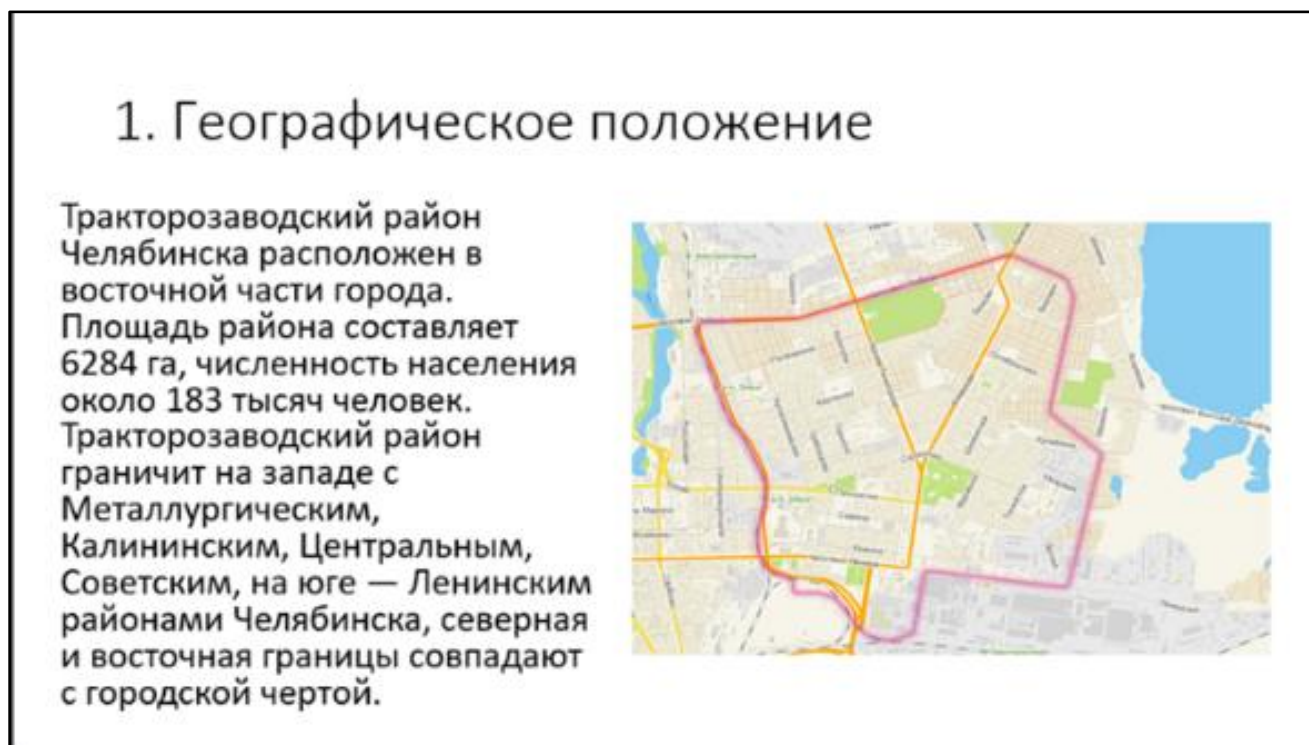 1. Географическое положение
Тракторозаводский район
Челябинска расположен в
восточной части города.
Площадь района составляет
6284 га, численность населения
около 183 тысяч человек.
Тракторозаводский район
граничит на западе с
Металлургическим,
Калининским, Центральным,
Советским, на юге — Ленинским
районами Челябинска, северная
и восточная границы совпадают
с городской чертой.